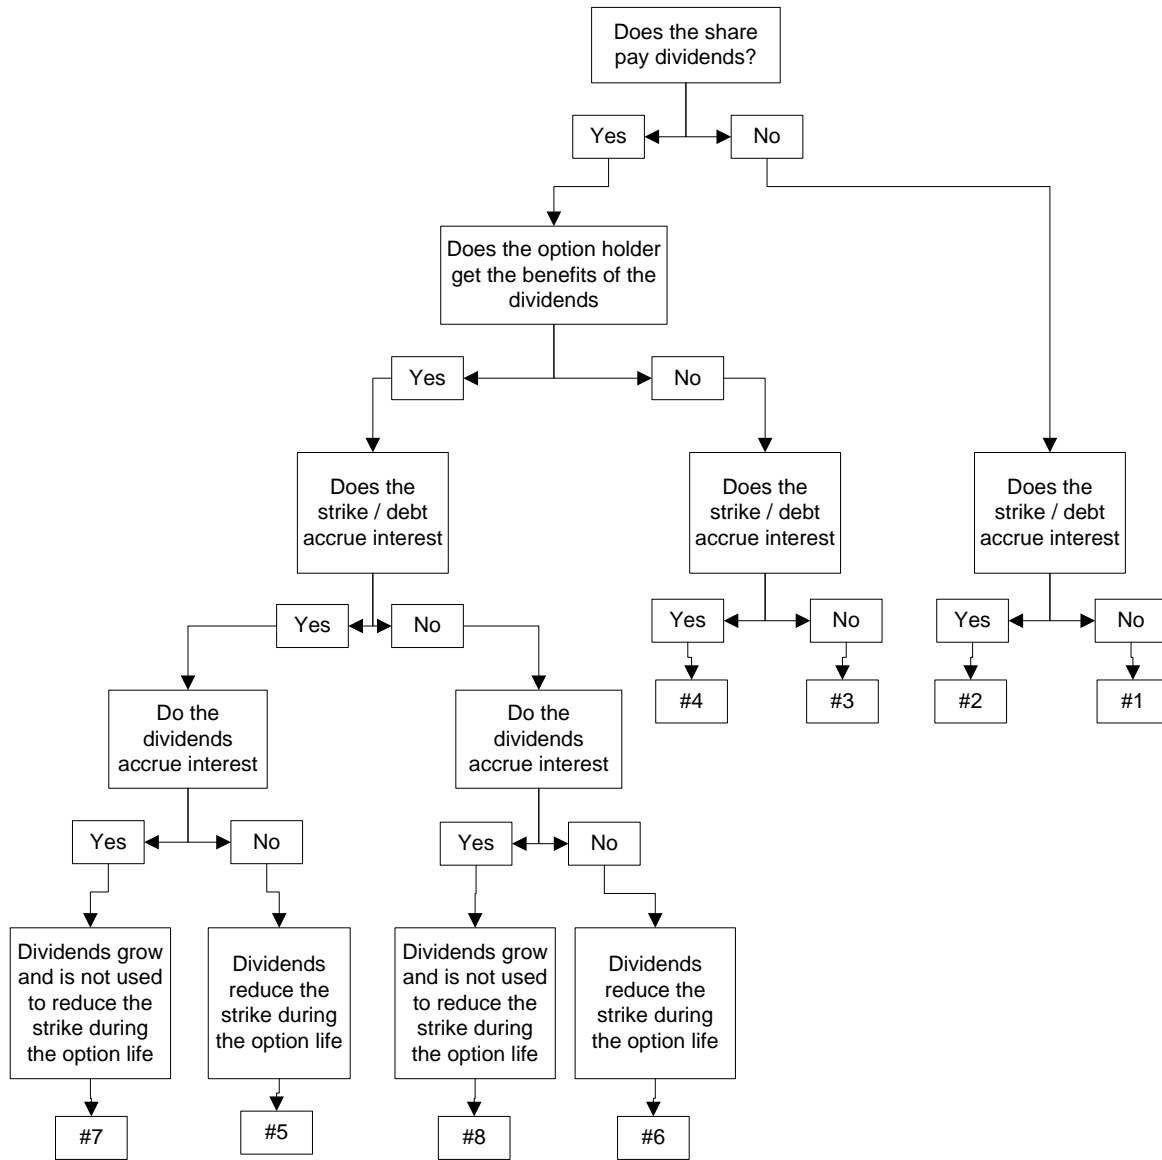 Does the share
pay dividends?
Yes
No
Does the option holder
get the benefits of the
dividends
Yes
No
Does the
strike / debt
accrue interest
Does the
strike / debt
accrue interest
Does the
strike / debt
accrue interest
Yes
No
Yes
No
Yes
No
#4
#3
#2
#1
Do the
dividends
accrue interest
Do the
dividends
accrue interest
Yes
No
Yes
No
Dividends grow
and is not used
to reduce the
strike during
the option life
Dividends
reduce the
strike during
the option life
Dividends grow
and is not used
to reduce the
strike during
the option life
Dividends
reduce the
strike during
the option life
#7
#5
#8
#6